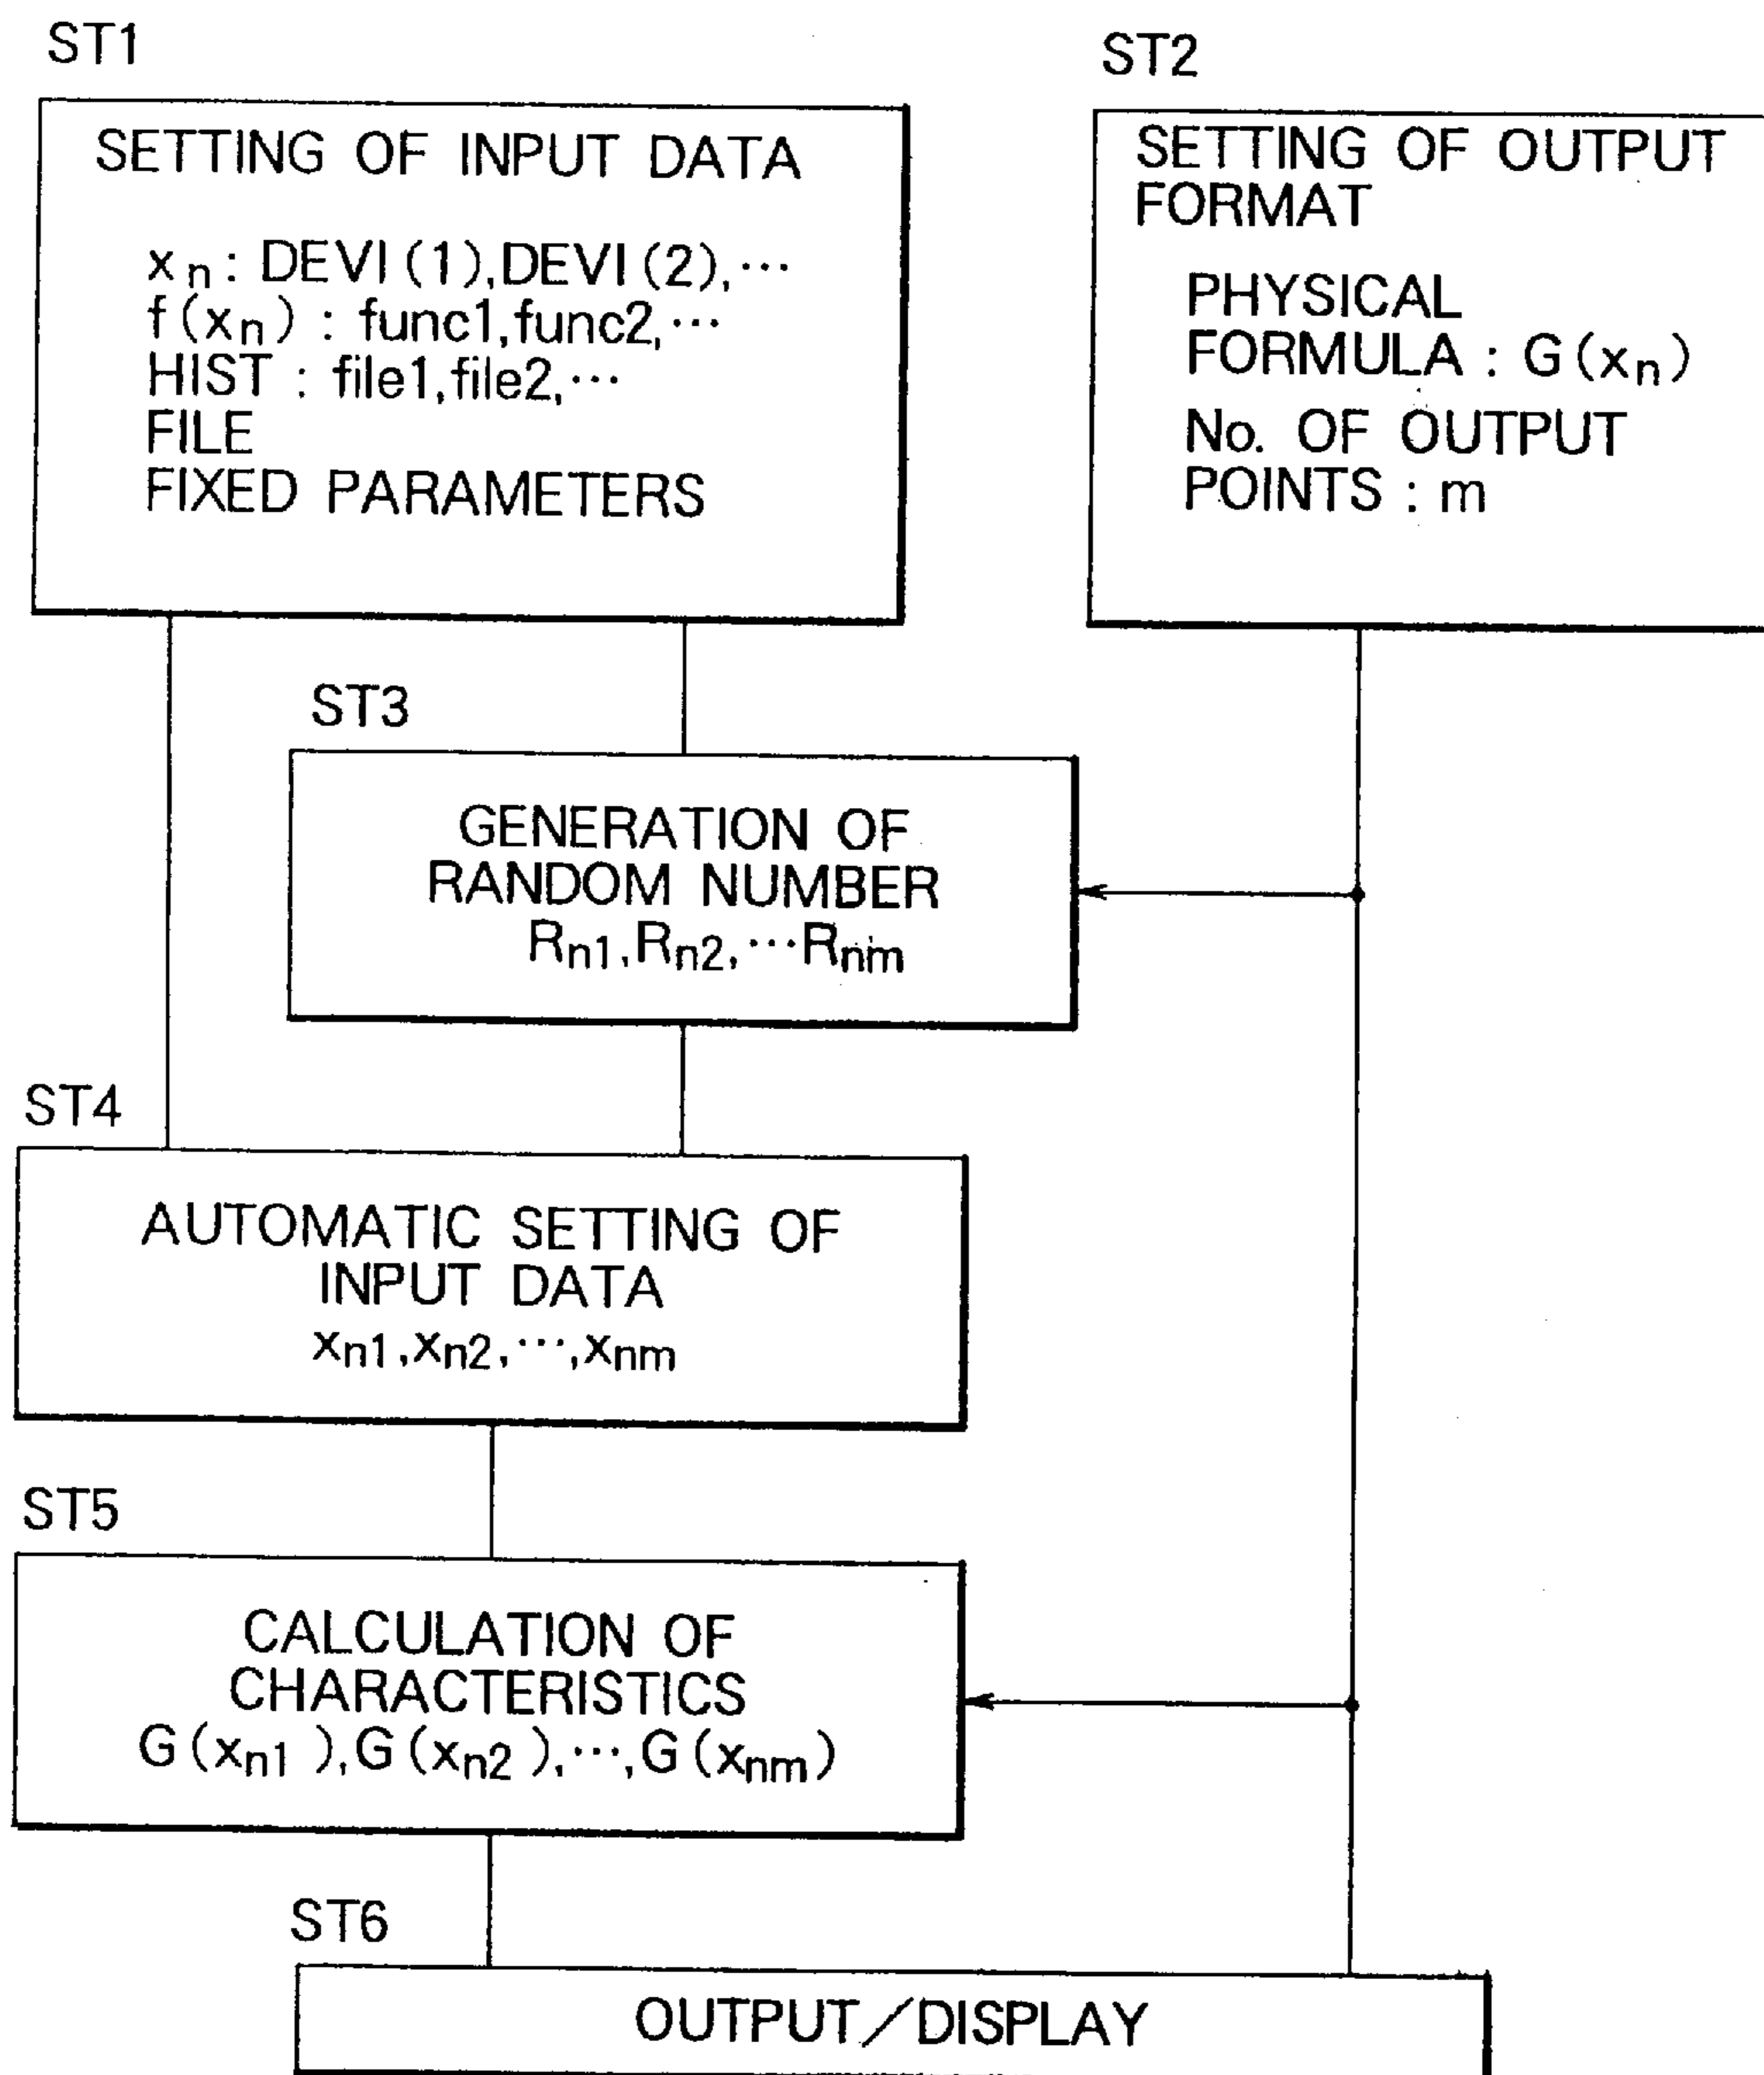 ST1
SETTING OF INPUT DATA
xn : DEVI (1), DEVI (2), ···
f (xn) : func1, func2, ···
HIST : file1, file2, ···
FILE
FIXED PARAMETERS
ST2
SETTING OF OUTPUT
FORMAT
PHYSICAL
FORMULA : G (xn)
No. OF OUTPUT
POINTS : m
ST3
GENERATION OF
RANDOM NUMBER
Rn1, Rn2, ··· Rnm
ST4
AUTOMATIC SETTING OF
INPUT DATA
xn1, xn2, ···, xnm
ST5
CALCULATION OF
CHARACTERISTICS
G (xn1 ), G (xn2 ), ···, G (xnm)
ST6
OUTPUT/DISPLAY